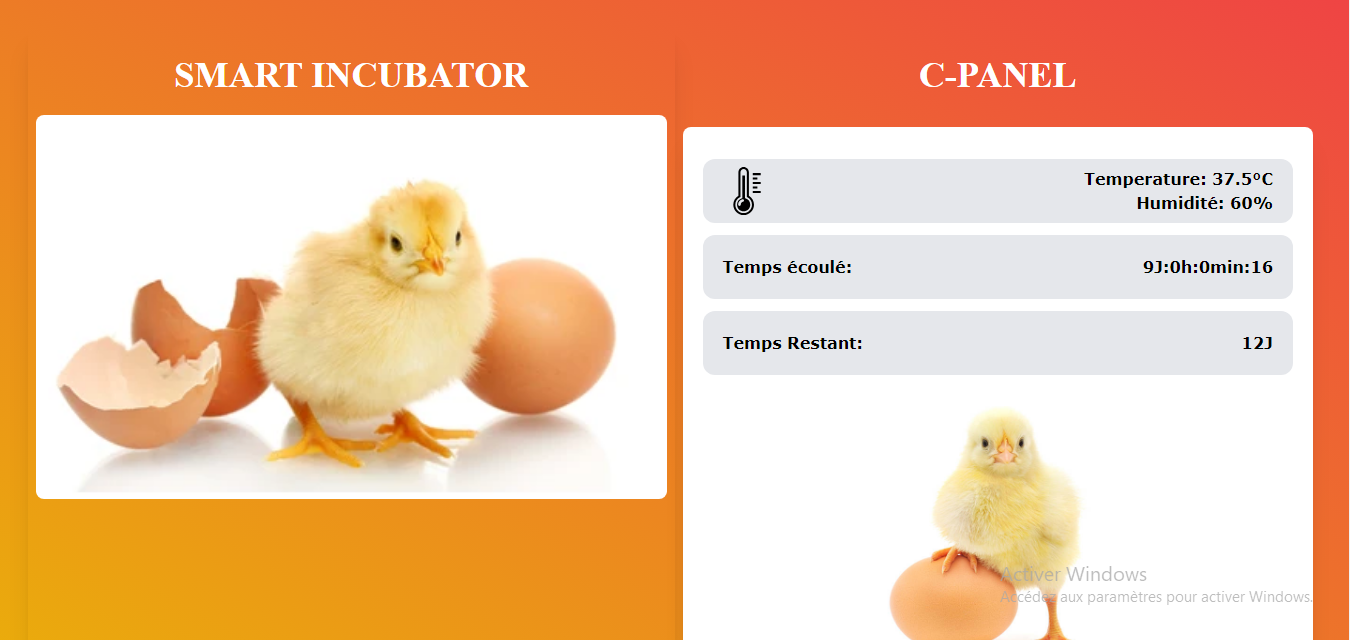 SMART INCUBATOR
C-PANEL
Temperature: 37.5°C
Humidité: 60%
Temps écoulé: 9J:0h:0min:16
Temps Restant: 12J
Activer Windows
Accédez aux paramètres pour activer Windows.